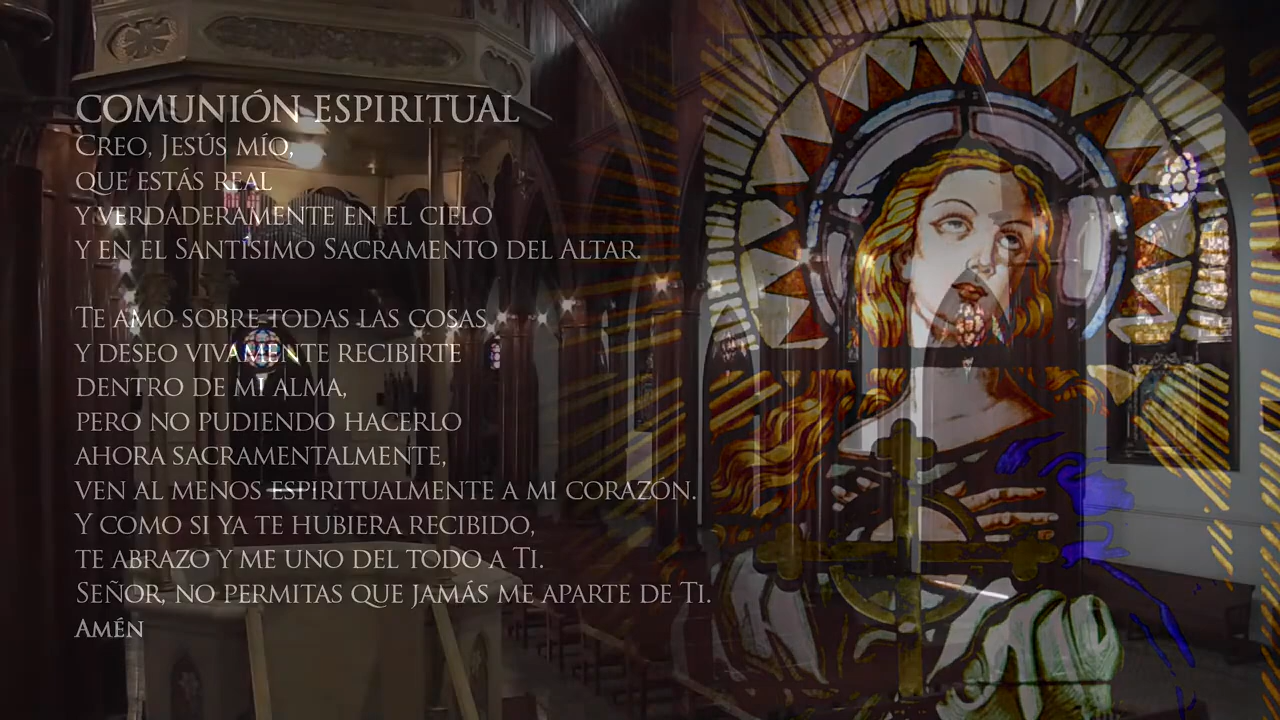 COMUNIÓN ESPIRITUAL
CREO, JESÚS MÍO,
QUE ESTÁS REAL
Y VERDADERAMENTE EN EL CIELO
Y EN EL SANTÍSIMO SACRAMENTO DEL ALTAR.
TE AMO SOBRE TODAS LAS COSAS
Y DESEO VIVAMENTE RECIBIRTE
DENTRO DE MI ALMA,
PERO NO PUDIENDO HACERLO
AHORA SACRAMENTALMENTE,
VEN AL MENOS ESPIRITUALMENTE A MI CORAZÓN.
Y COMO SI YA TE HUBIERA RECIBIDO,
TE ABRAZO Y ME UNO DEL TODO A TI.
SEÑOR, NO PERMITAS QUE JAMÁS ME APARTE DE TI.
AMÉN